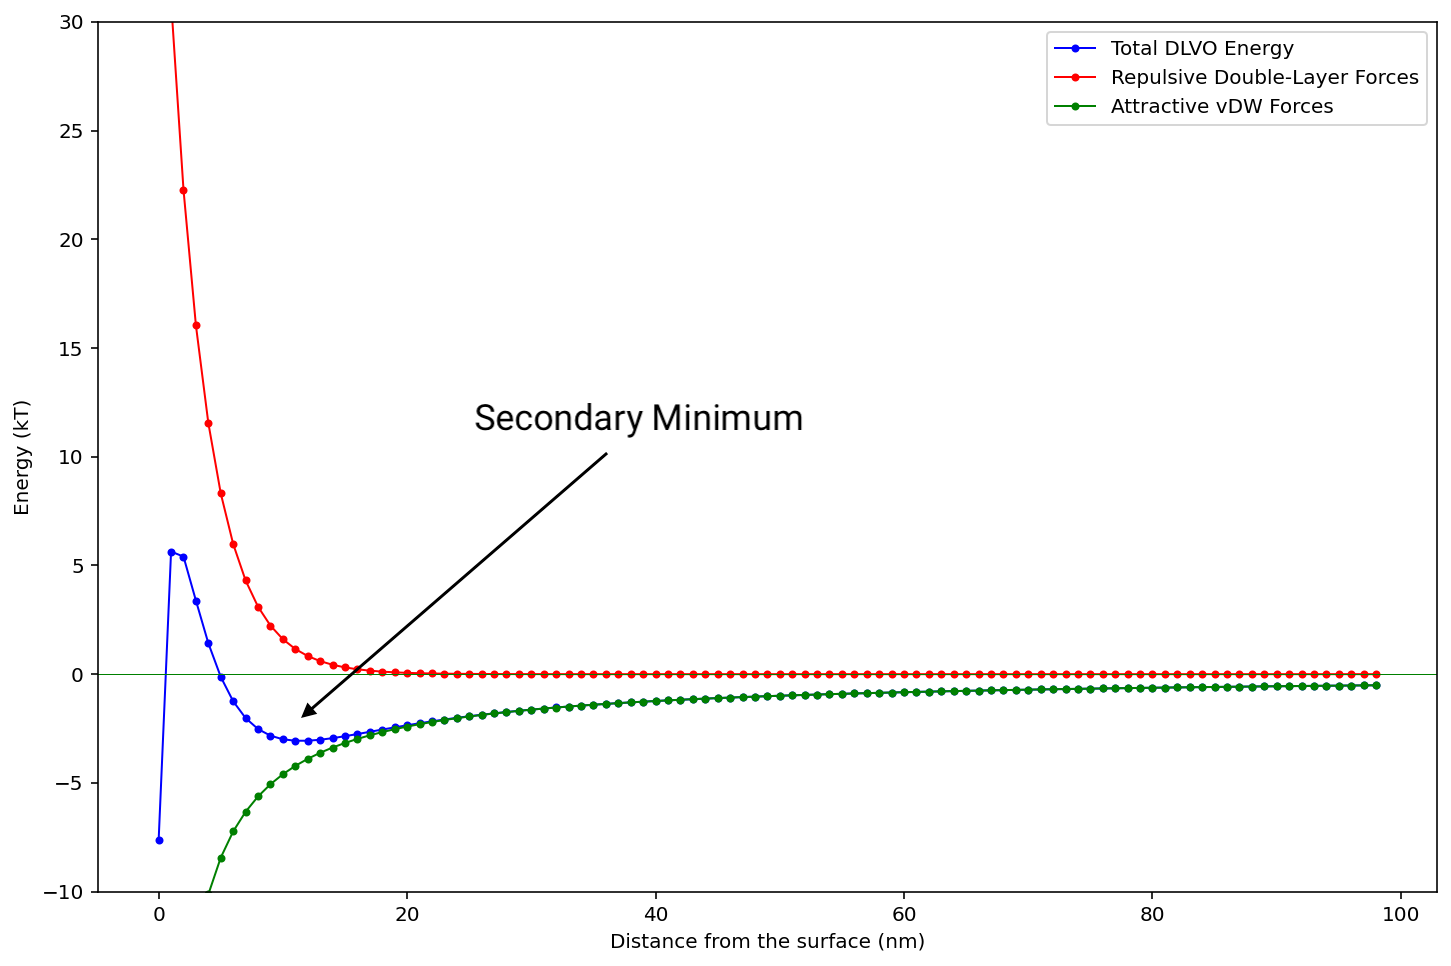 30
25
20
15
10
5
0
−5
−10
Energy (kT)
Total DLVO Energy
Repulsive Double-Layer Forces
Attractive vDW Forces
Secondary Minimum
0 20 40 60 80 100
Distance from the surface (nm)